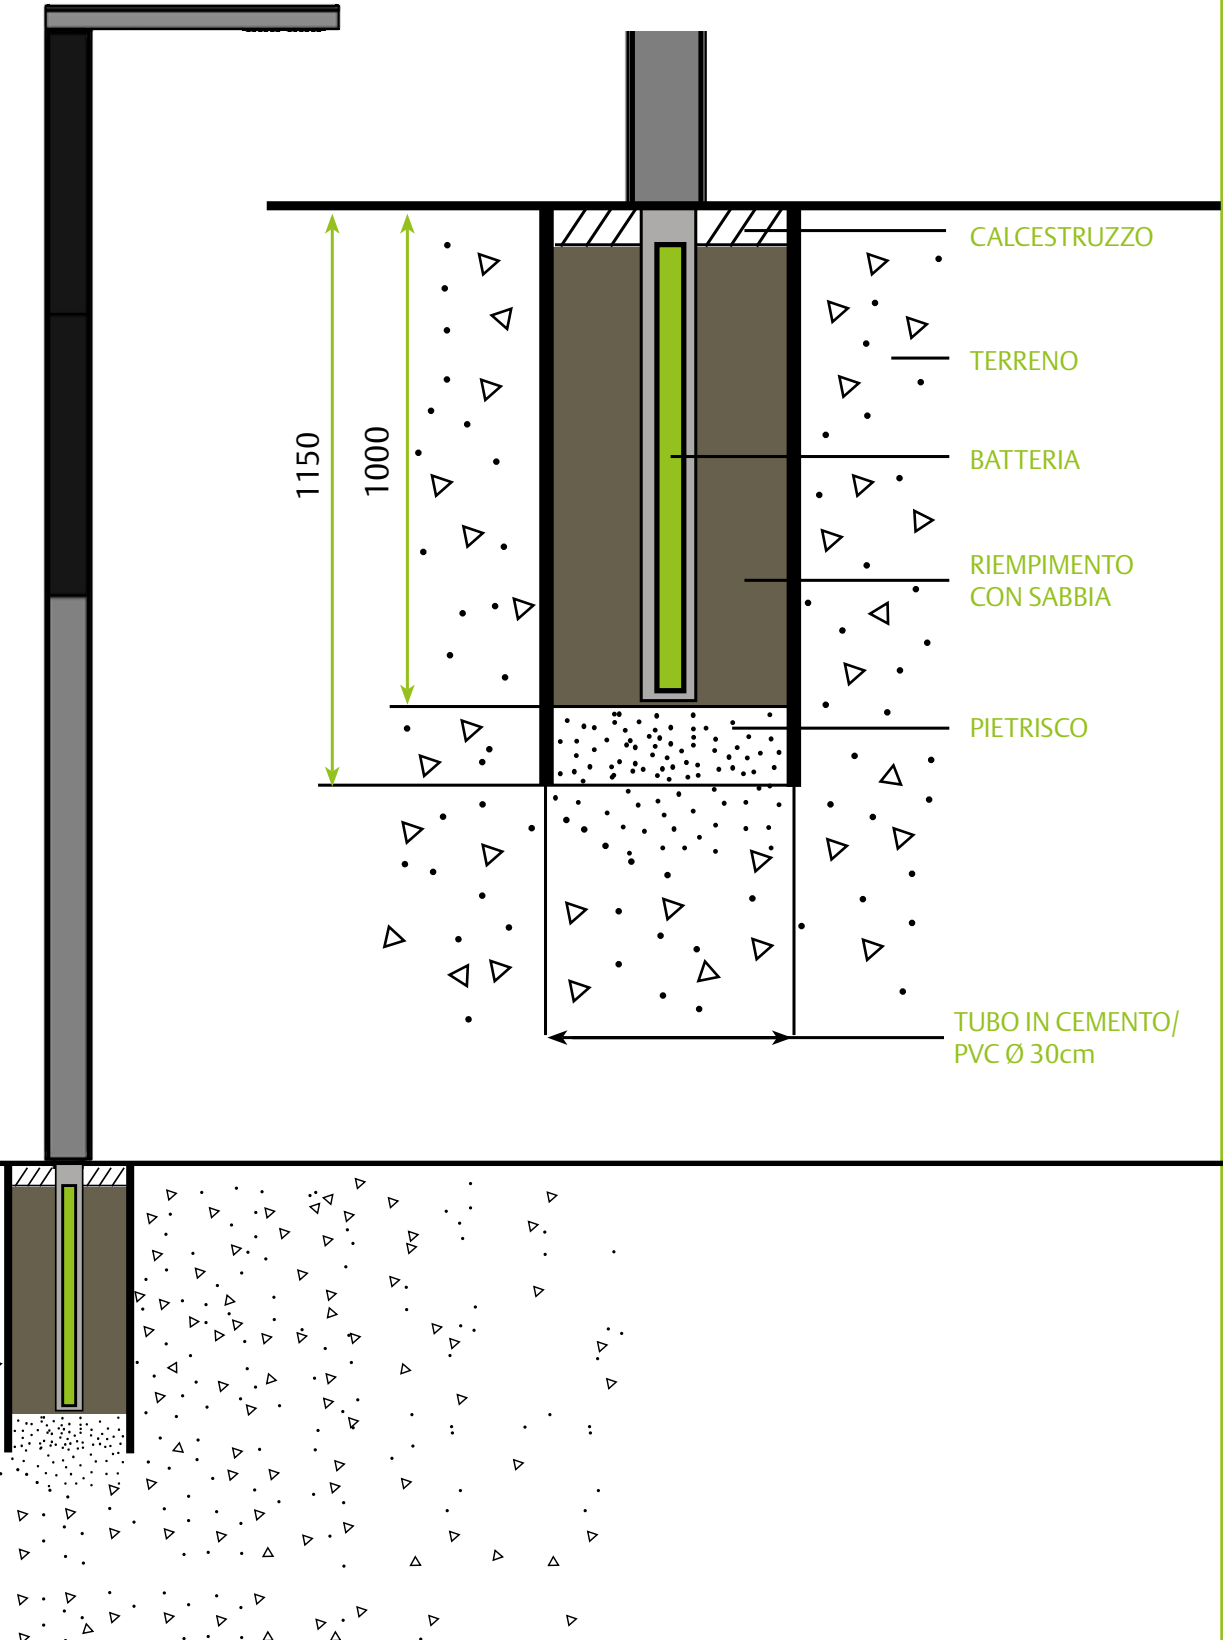 CALCESTRUZZO
TERRENO
1150
1000
BATTERIA
RIEMPIMENTO
CON SABBIA
PIETRISCO
TUBO IN CEMENTO/
PVC Ø 30cm